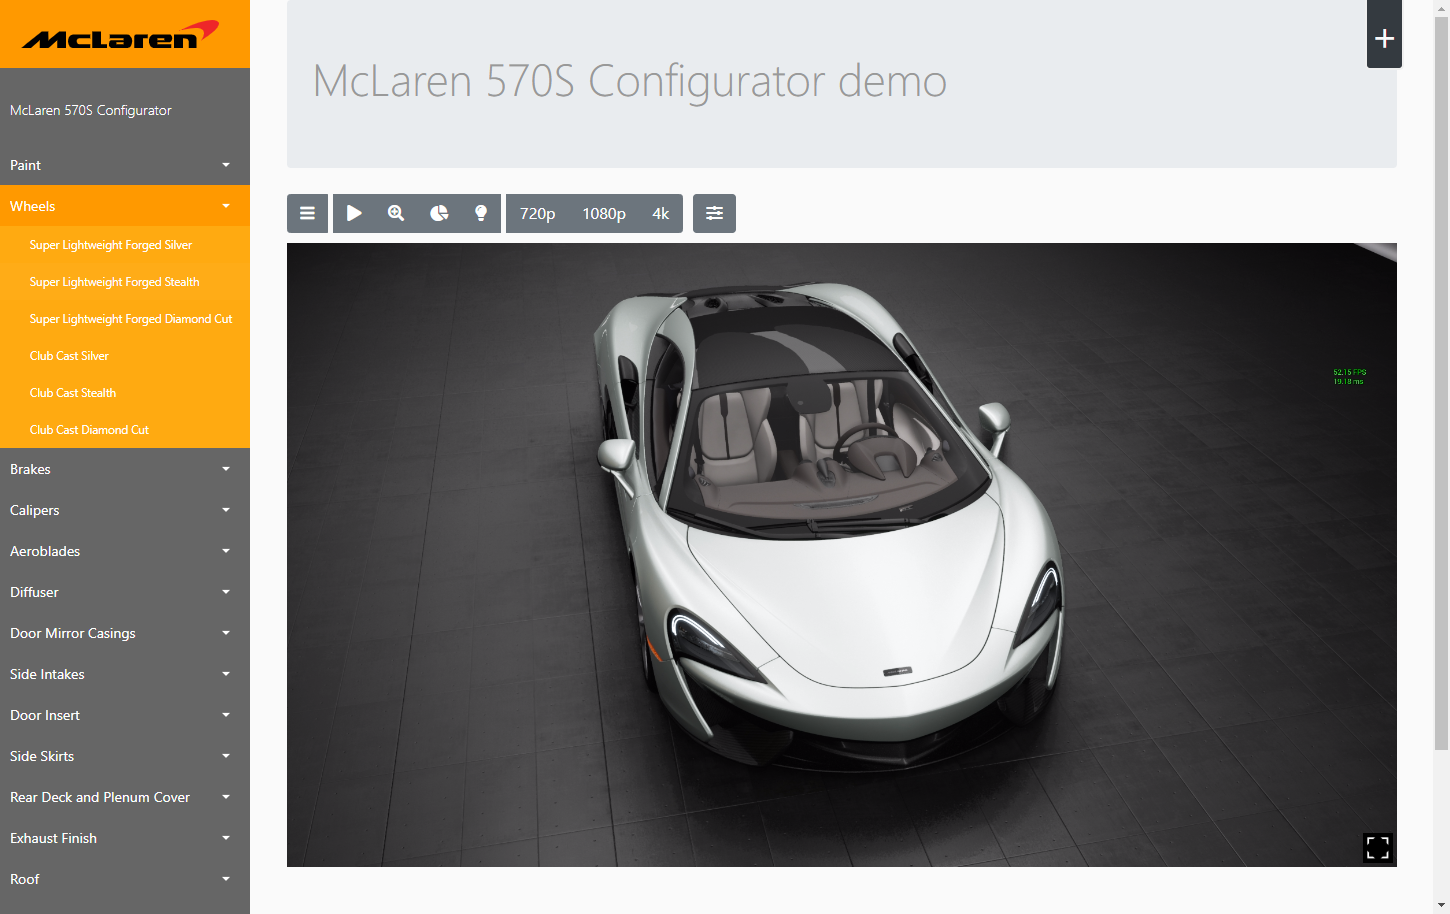 McLaren
McLaren 570S Configurator
Paint
Wheels
Super Lightweight Forged Silver
Super Lightweight Forged Stealth
Super Lightweight Forged Diamond Cut
Club Cast Silver
Club Cast Stealth
Club Cast Diamond Cut
Brakes
Calipers
Aeroblades
Diffuser
Door Mirror Casings
Side Intakes
Door Insert
Side Skirts
Rear Deck and Plenum Cover
Exhaust Finish
Roof
McLaren 570S Configurator demo
720p 1080p 4k
52.15 FPS
19.18 ms